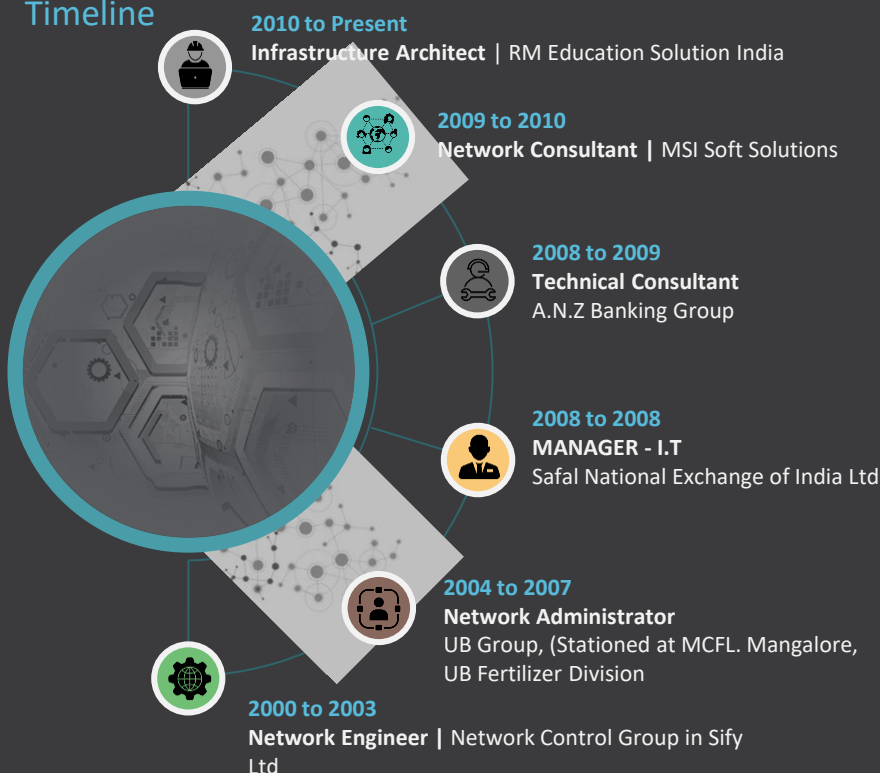 Timeline
2010 to Present
Infrastructure Architect | RM Education Solution India
2009 to 2010
Network Consultant | MSI Soft Solutions
2008 to 2009
Technical Consultant
A.N.Z Banking Group
2008 to 2008
MANAGER - I.T
Safal National Exchange of India Ltd
2004 to 2007
Network Administrator
UB Group, (Stationed at MCFL. Mangalore,
UB Fertilizer Division
2000 to 2003
Network Engineer | Network Control Group in Sify
Ltd